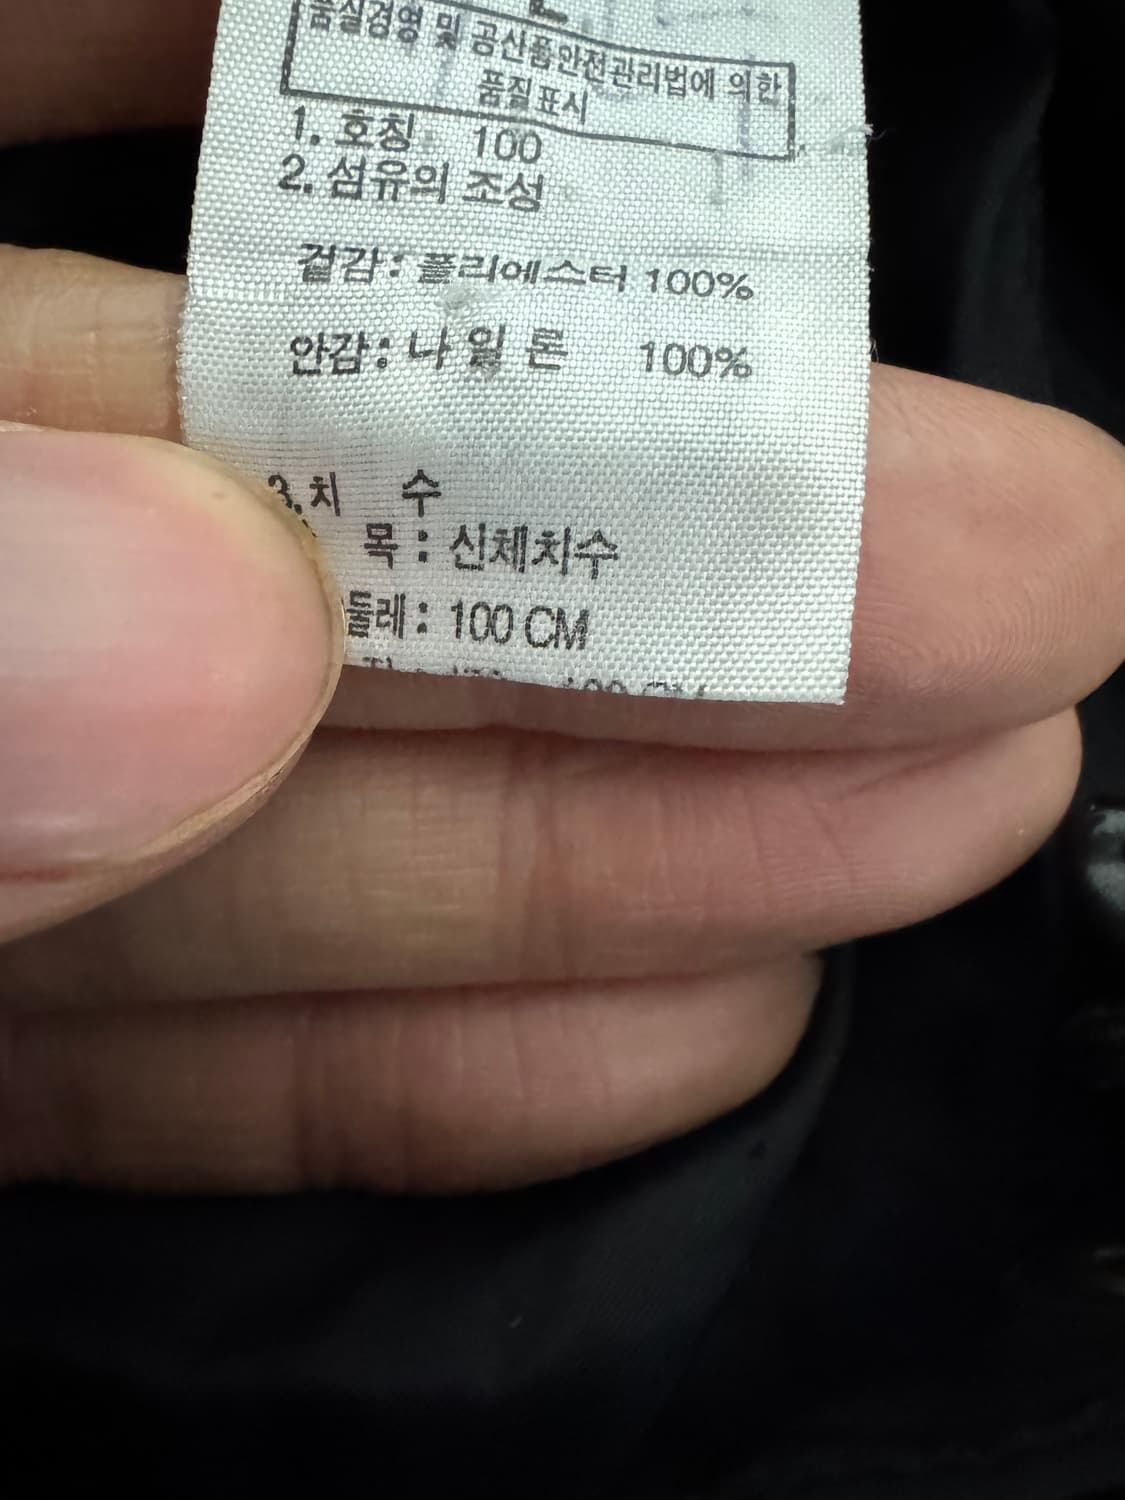 품질경영 및 공산품안전관리법에 의한
품질표시
1. 호칭 100
2. 섬유의 조성
겉감: 폴리에스터 100%
안감: 나 일 론 100%
3. 치 수
목 : 신체치수
둘레 : 100 CM